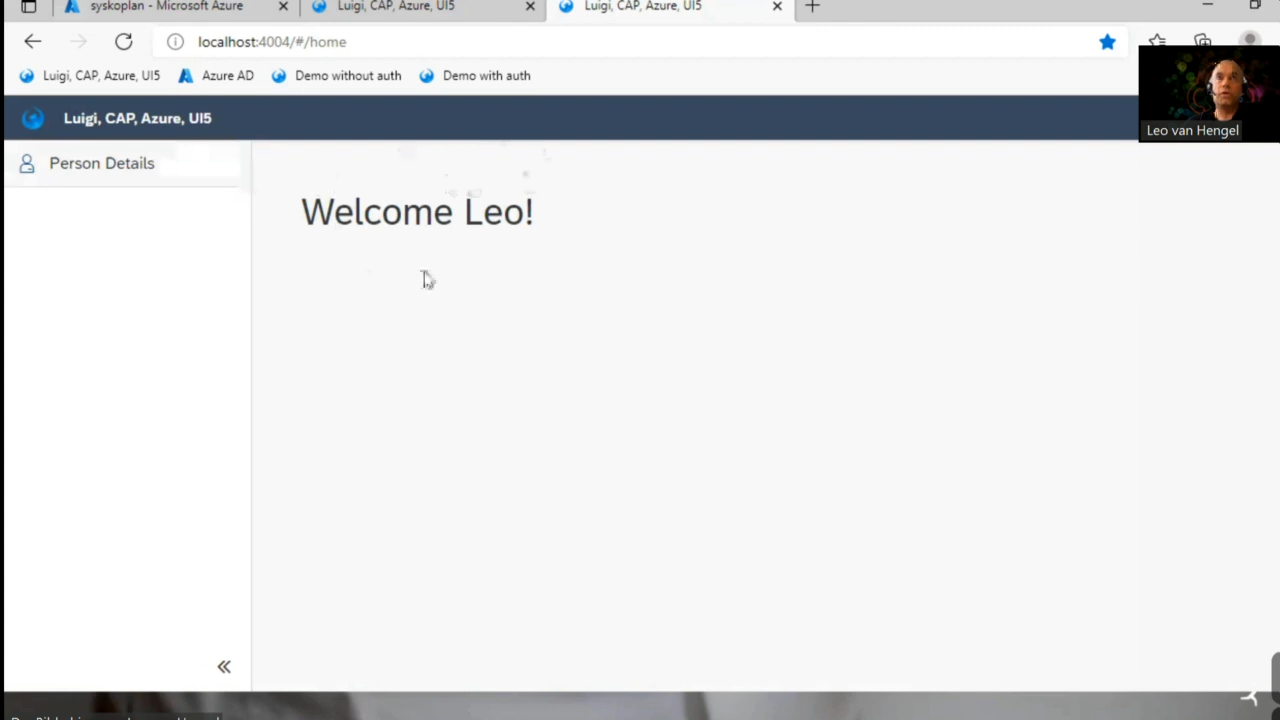 syskoplan - Microsoft Azure
Luigi, CAP, Azure, UI5
Luigi, CAP, Azure, UI5
localhost:4004/#/home
Luigi, CAP, Azure, UI5
Azure AD
Demo without auth
Demo with auth
Luigi, CAP, Azure, UI5
Leo van Hengel
Person Details
Welcome Leo!